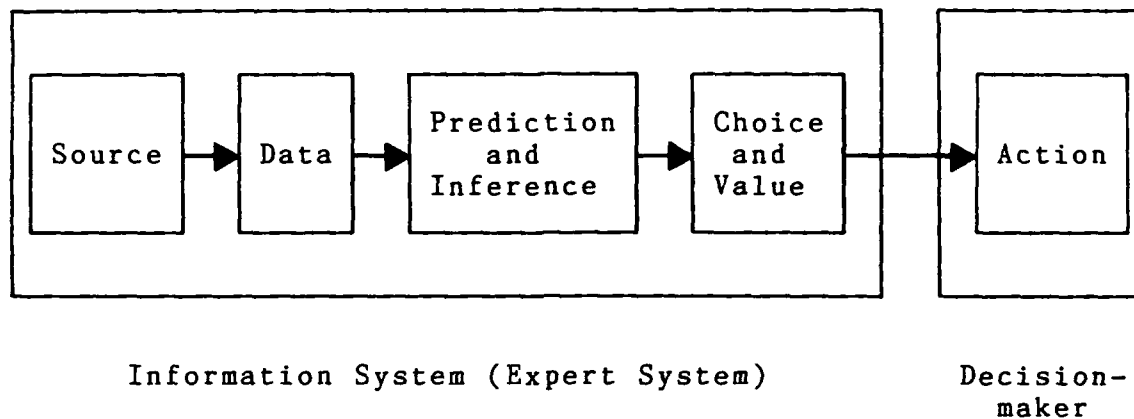 Source
Data
Prediction
and
Inference
Choice
and
Value
Action
Information System (Expert System)
Decision-
maker